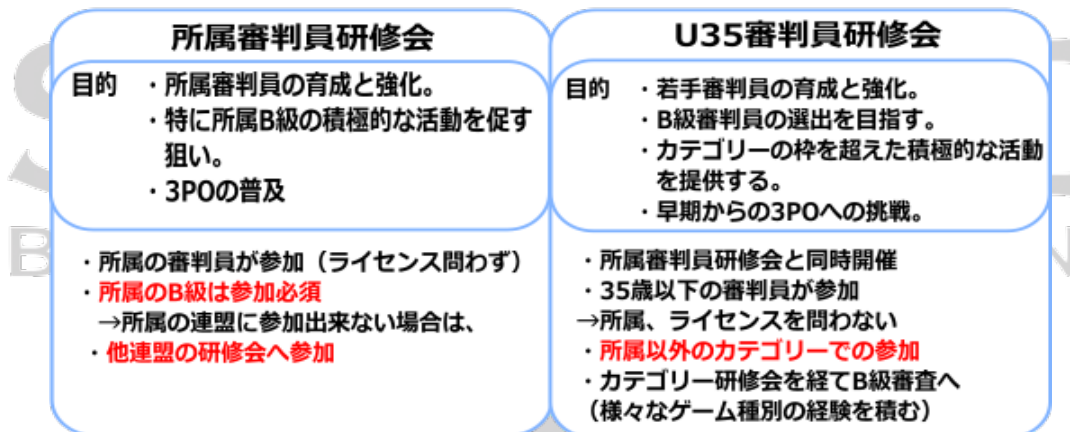 所属審判員研修会
目的　・所属審判員の育成と強化。
・特に所属B級の積極的な活動を促す
狙い。
・3POの普及
・所属の審判員が参加（ライセンス問わず）
・所属のB級は参加必須
→所属の連盟に参加出来ない場合は、
・他連盟の研修会へ参加
U35審判員研修会
目的　・若手審判員の育成と強化。
・B級審判員の選出を目指す。
・カテゴリーの枠を超えた積極的な活動
を提供する。
・早期からの3POへの挑戦。
・所属審判員研修会と同時開催
・35歳以下の審判員が参加
→所属、ライセンスを問わない
・所属以外のカテゴリーでの参加
・カテゴリー研修会を経てB級審査へ
（様々なゲーム種別の経験を積む）